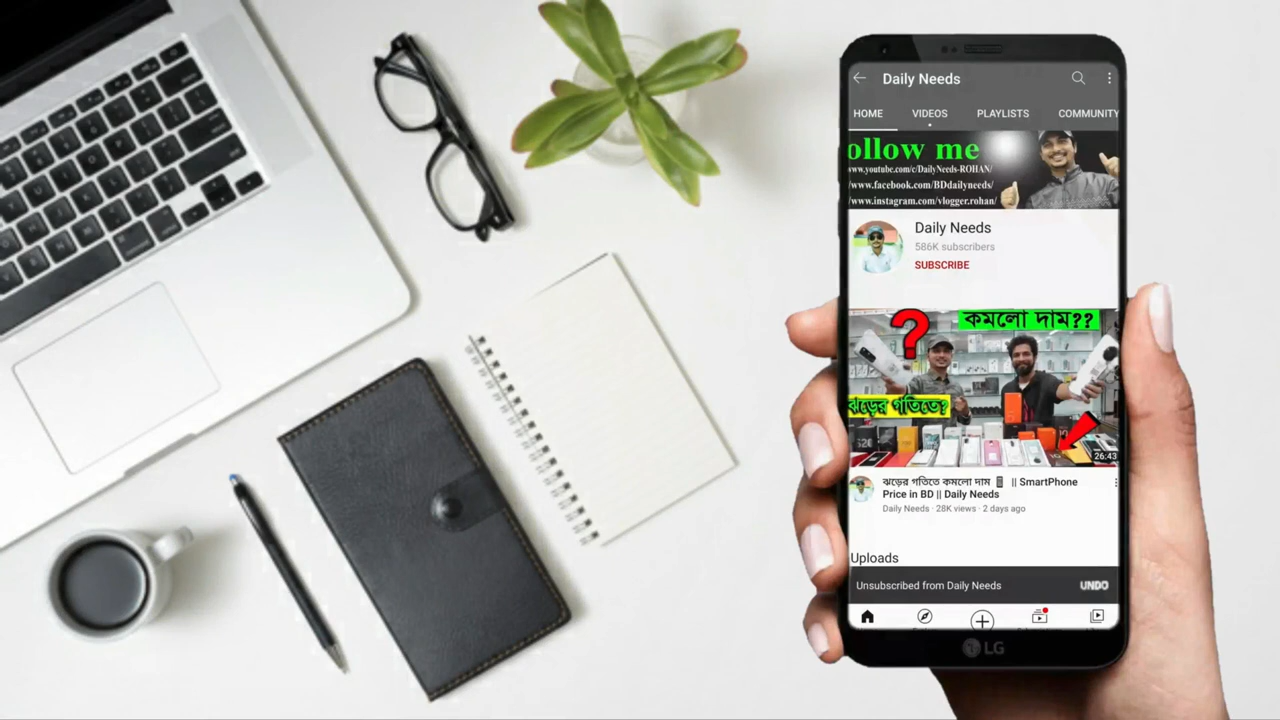 Daily Needs
HOME VIDEOS PLAYLISTS COMMUNITY
ollow me
www.youtube.com/c/DailyNeeds-ROHAN/
/www.facebook.com/BDdailyneeds/
/www.instagram.com/vlogger.rohan/
Daily Needs
586K subscribers
SUBSCRIBE
কমলো দাম??
?
ঝড়ের গতিতে?
S20
26:43
ঝড়ের গতিতে কমলো দাম 📱 || SmartPhone
Price in BD || Daily Needs
Daily Needs · 28K views · 2 days ago
Uploads
Unsubscribed from Daily Needs UNDO
LG